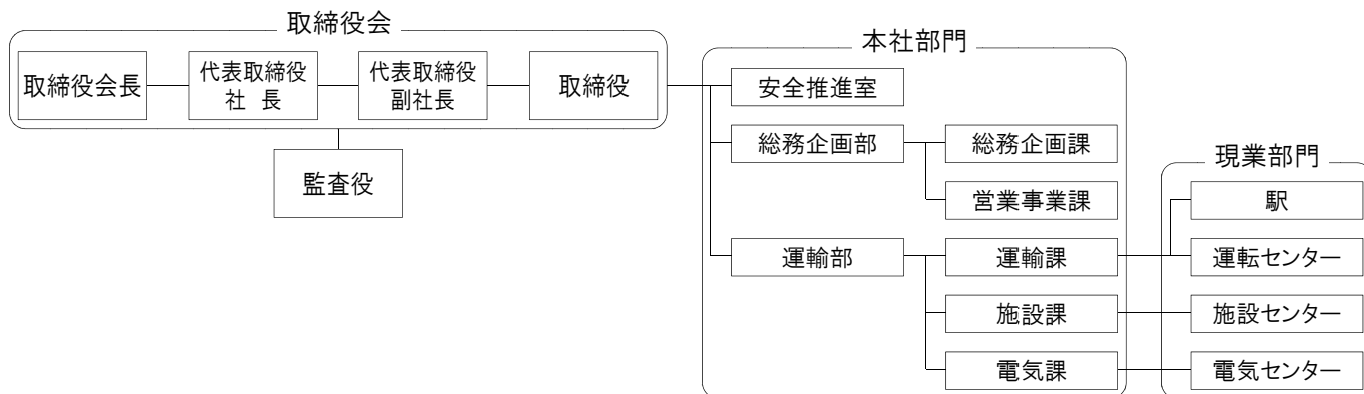 取締役会
取締役会長
代表取締役
社 長
代表取締役
副社長
取締役
監査役
本社部門
安全推進室
総務企画部
総務企画課
営業事業課
運輸部
運輸課
施設課
電気課
現業部門
駅
運転センター
施設センター
電気センター